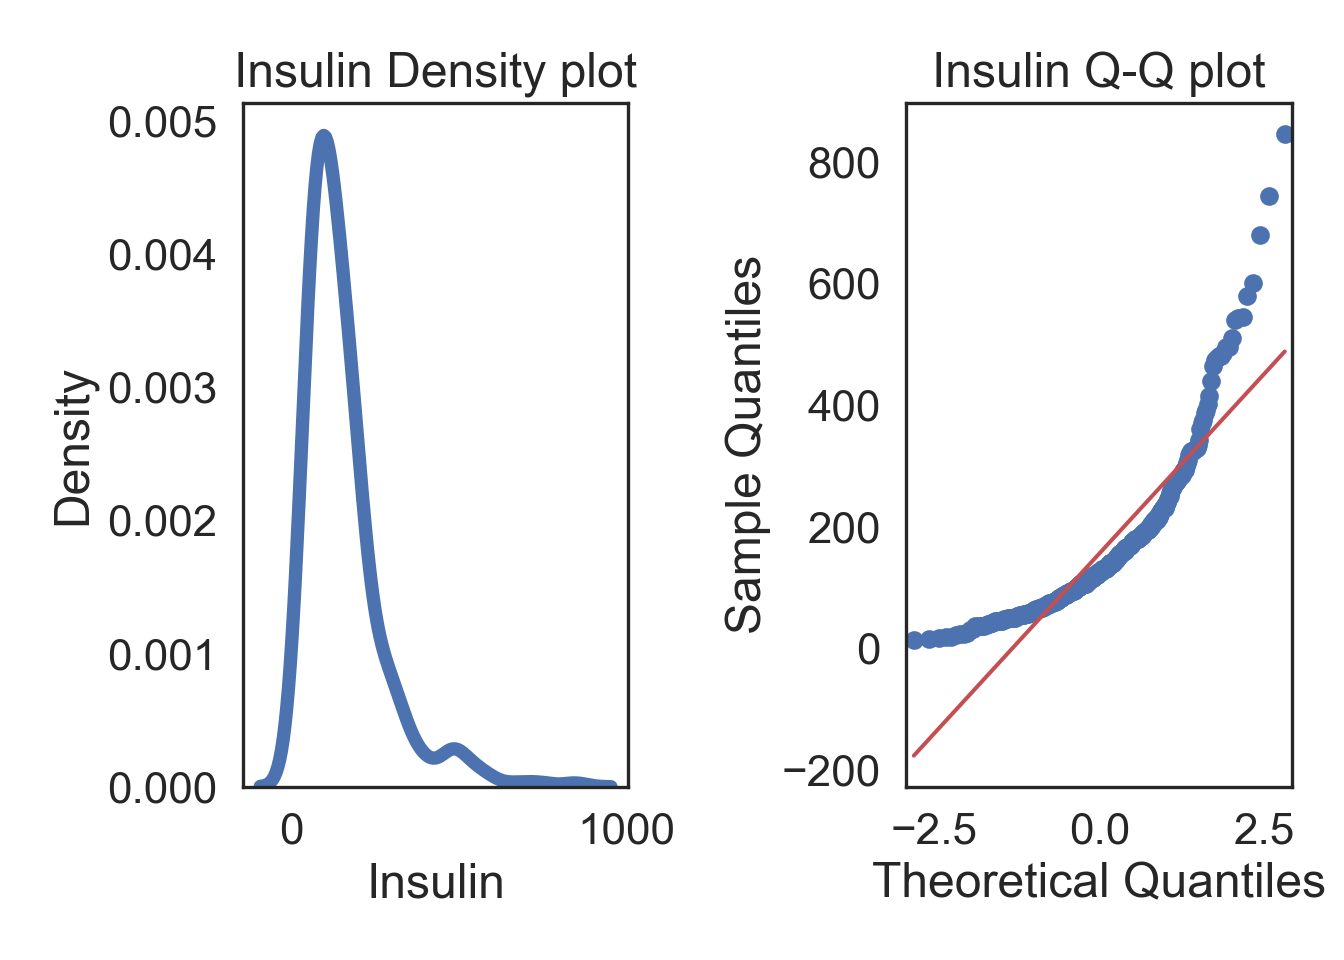 Insulin Density plot
0.005
0.004
0.003
0.002
0.001
0.000
Density
0 1000
Insulin
Insulin Q-Q plot
800
600
400
200
0
−200
Sample Quantiles
−2.5 0.0 2.5
Theoretical Quantiles